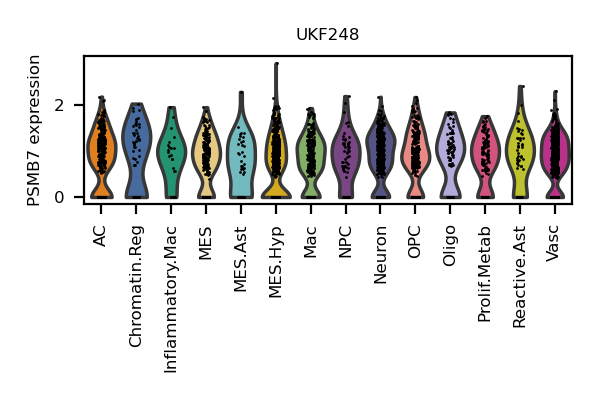 UKF248
PSMB7 expression
2
0
AC
Chromatin.Reg
Inflammatory.Mac
MES
MES.Ast
MES.Hyp
Mac
NPC
Neuron
OPC
Oligo
Prolif.Metab
Reactive.Ast
Vasc